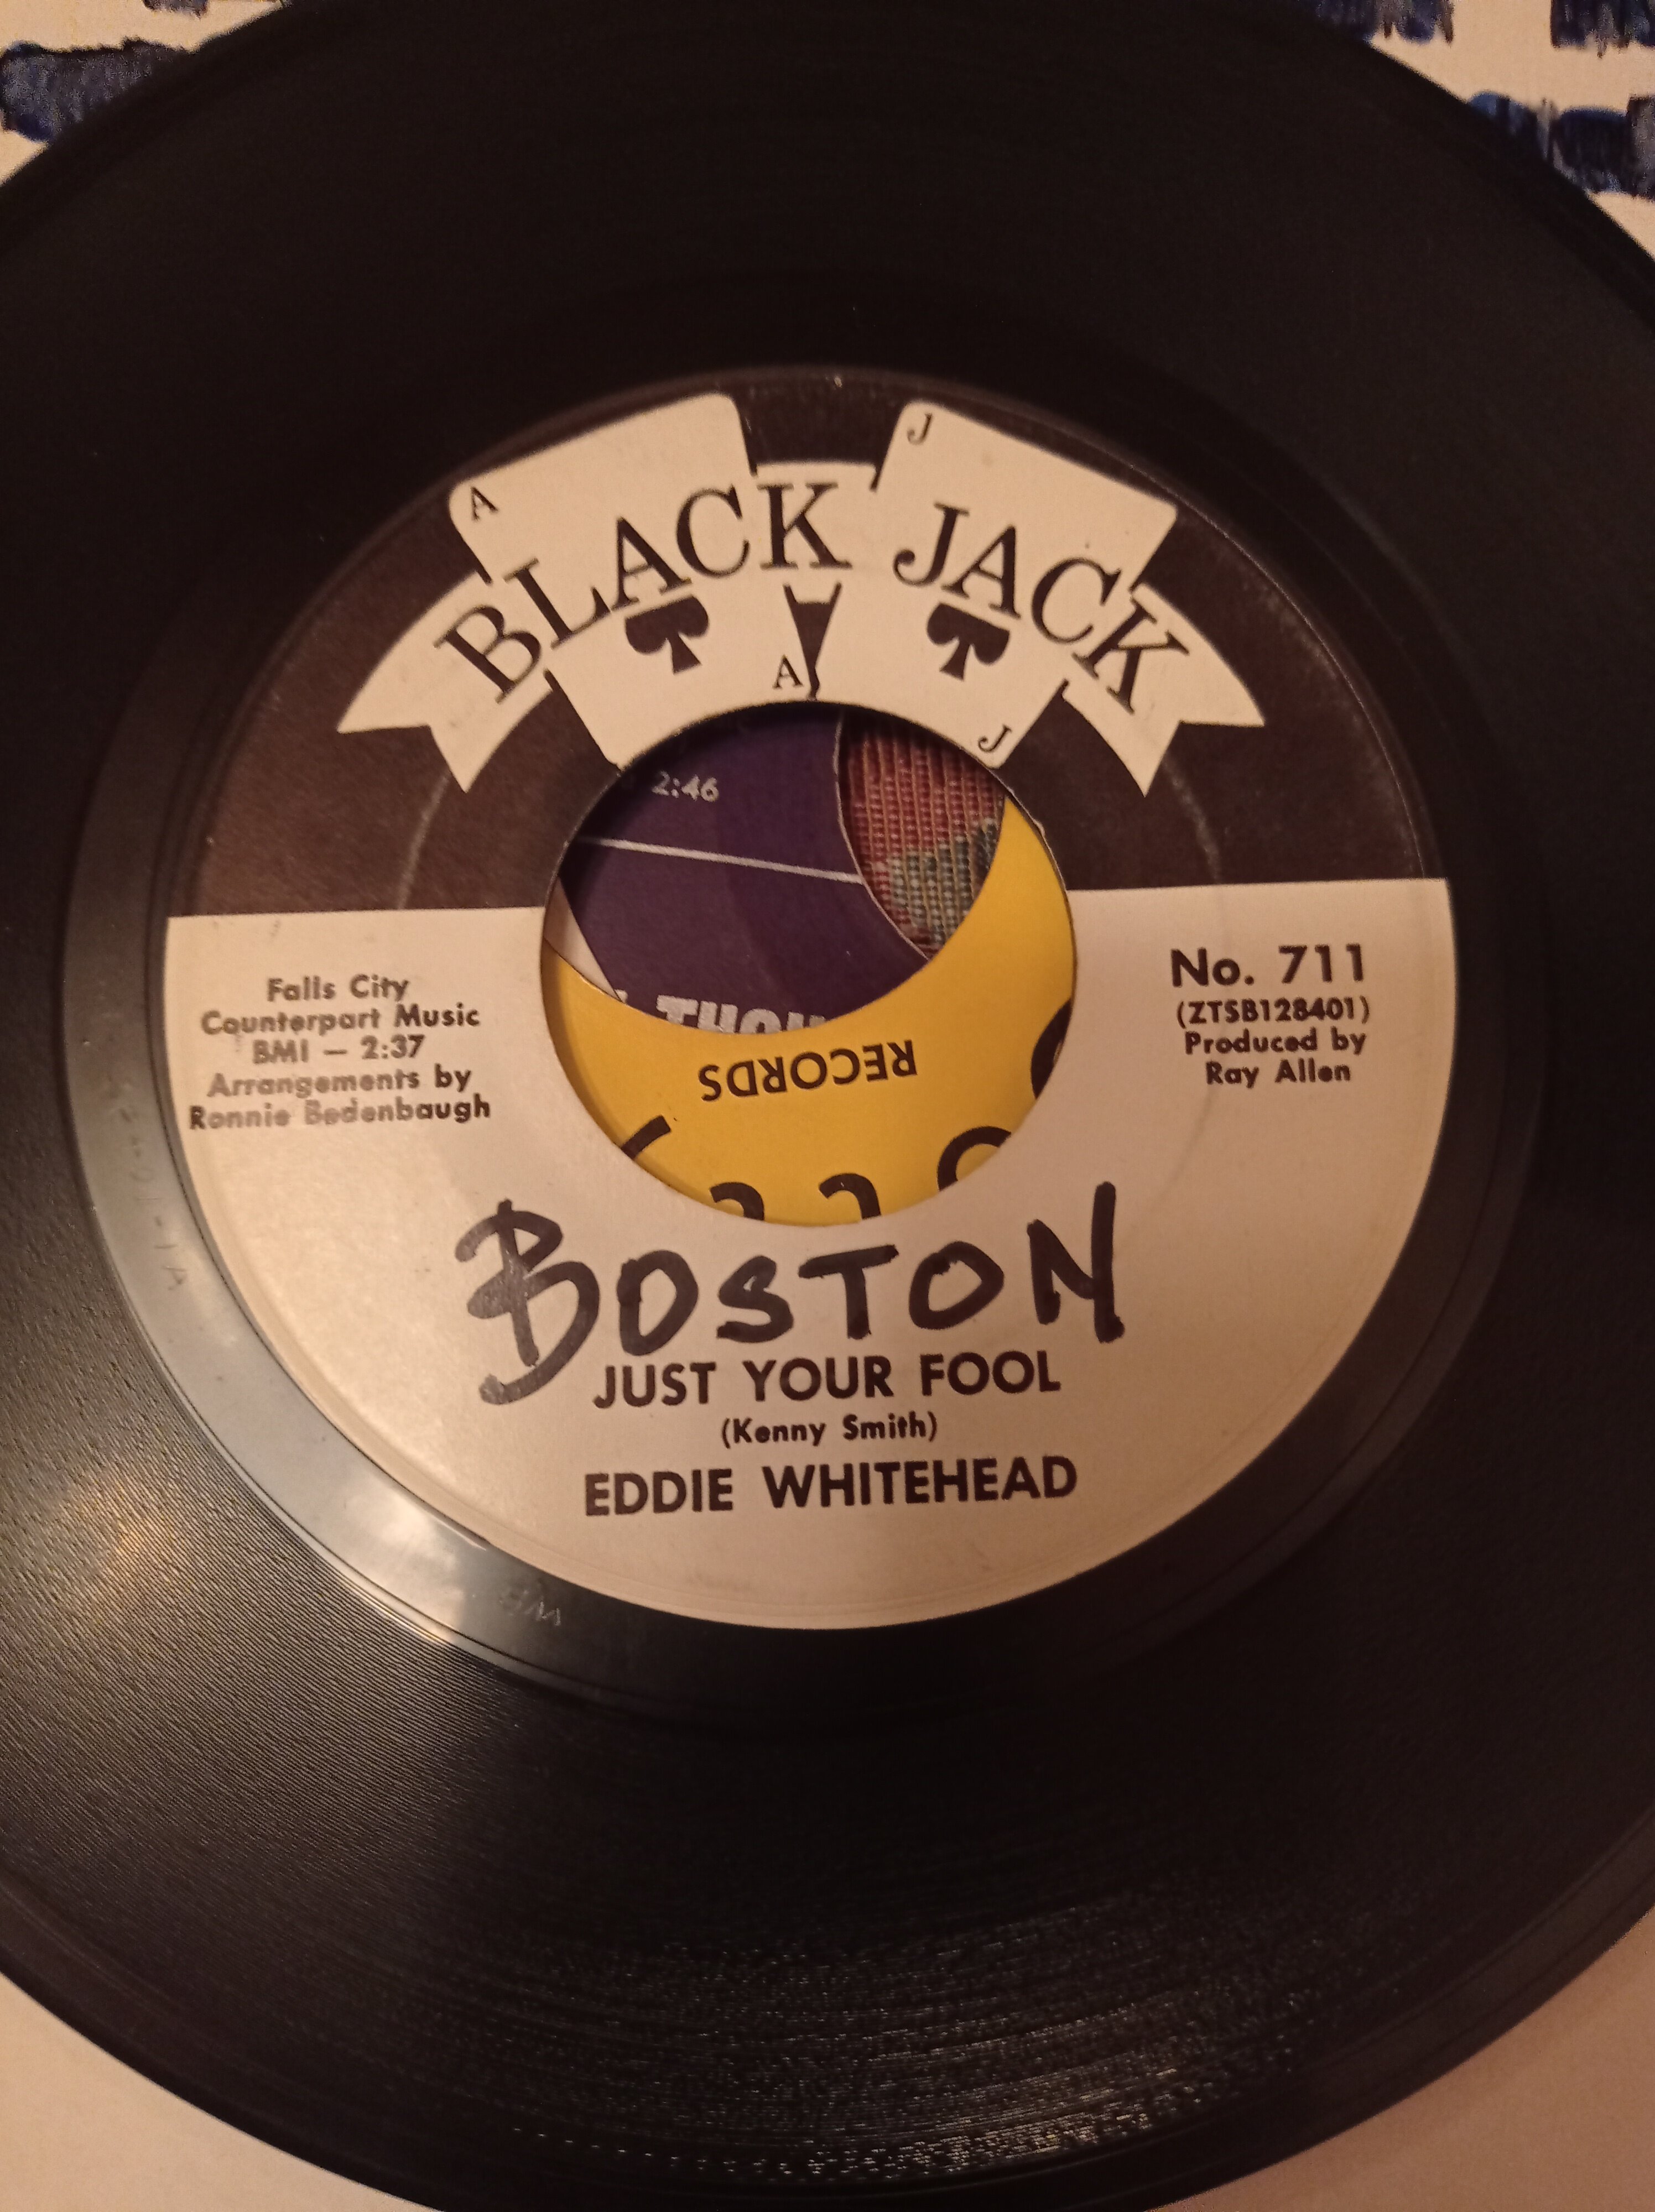 A
J
BLACK JACK
A
J
2:46
RECORDS
Falls City
Counterpart Music
BMI — 2:37
Arrangements by
Ronnie Bedenbaugh
No. 711
(ZTSB128401)
Produced by
Ray Allen
BOSTON
JUST YOUR FOOL
(Kenny Smith)
EDDIE WHITEHEAD